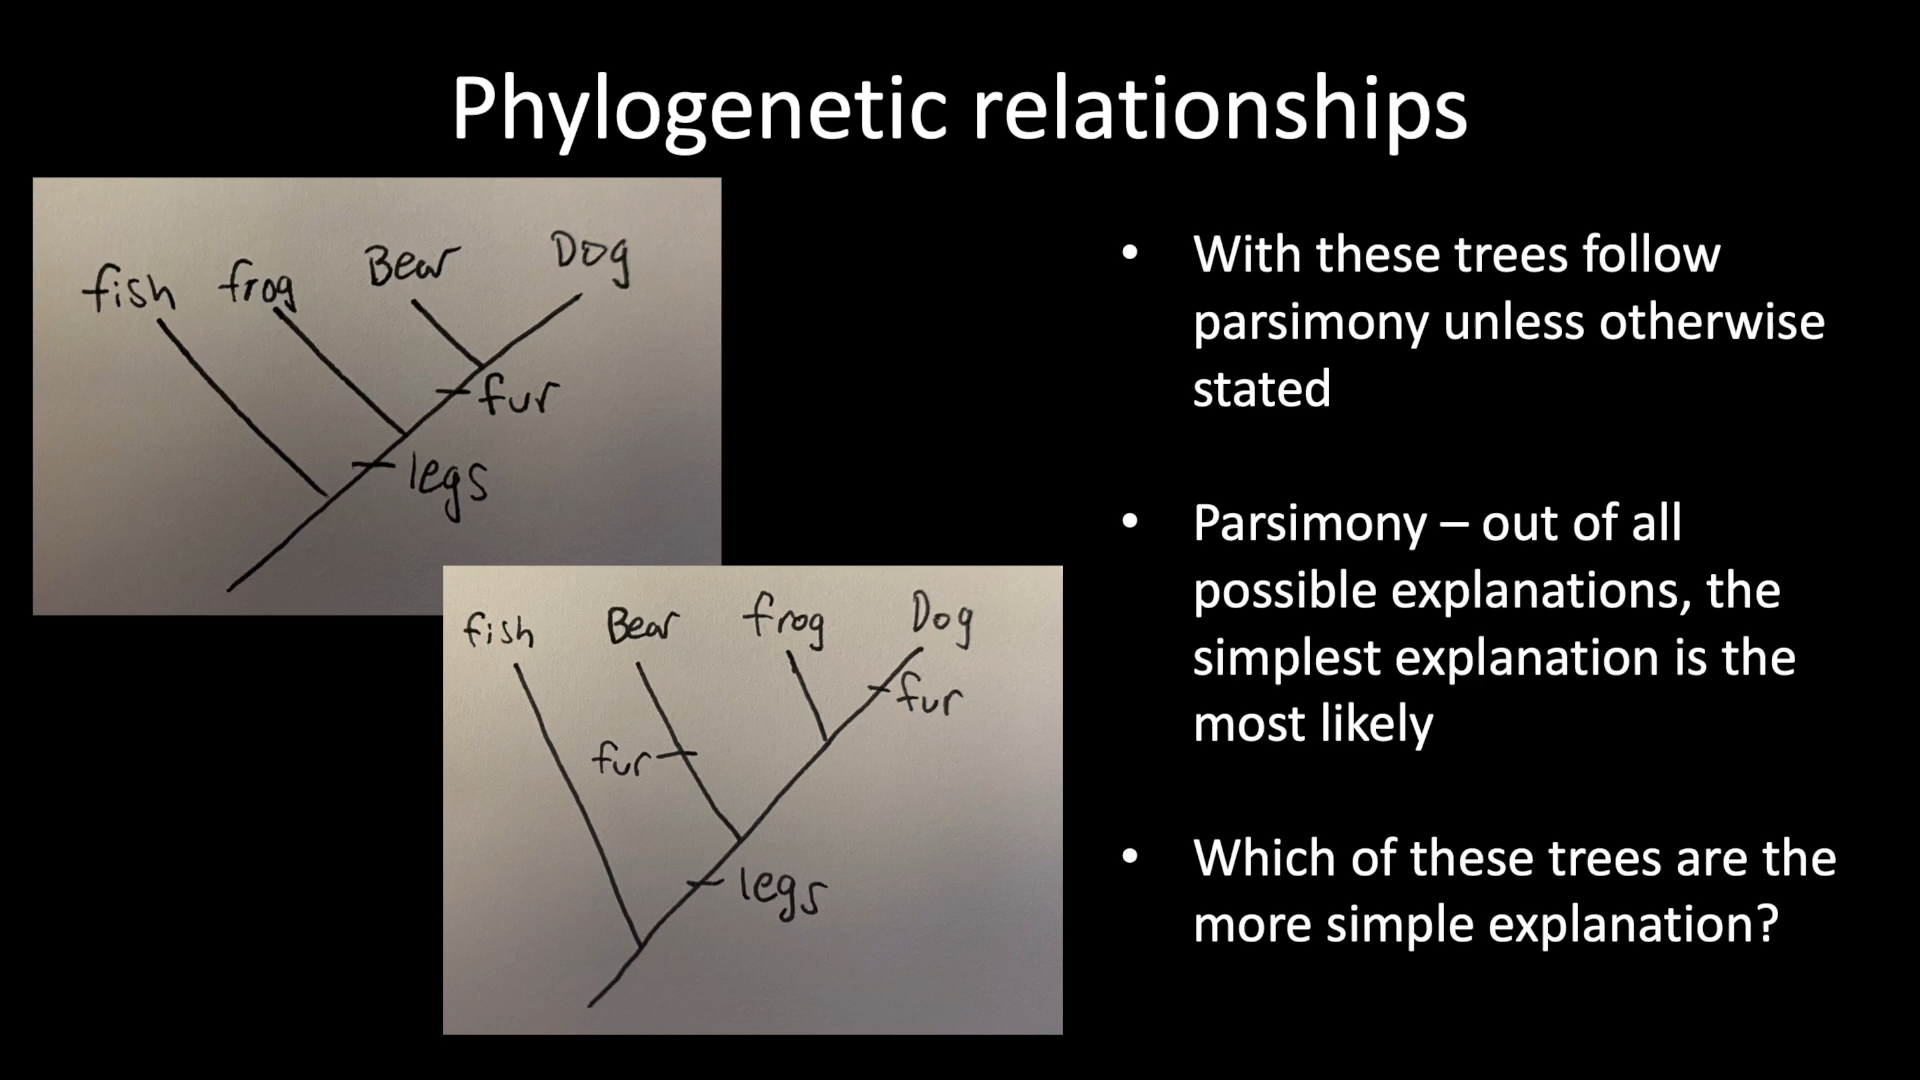 Phylogenetic relationships
fish frog Bear Dog
fur
legs
fish Bear frog Dog
fur
fur
legs
• With these trees follow
parsimony unless otherwise
stated
• Parsimony – out of all
possible explanations, the
simplest explanation is the
most likely
• Which of these trees are the
more simple explanation?